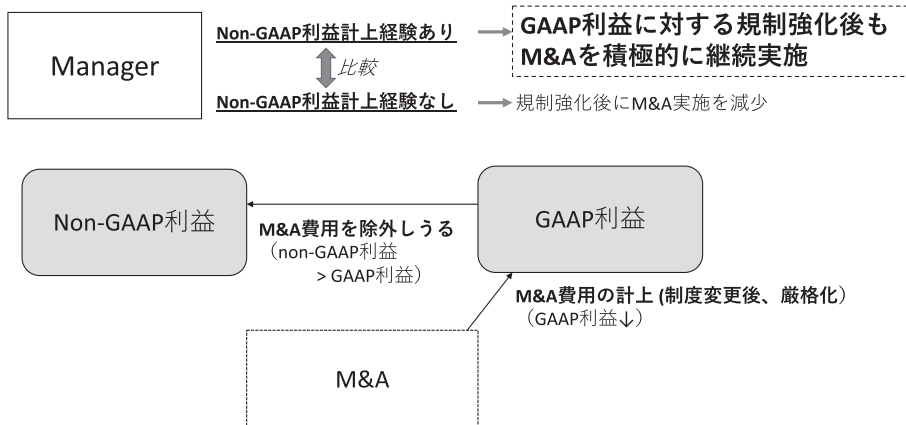 Manager
Non-GAAP利益計上経験あり
比較
Non-GAAP利益計上経験なし
GAAP利益に対する規制強化後も
M&Aを積極的に継続実施
規制強化後にM&A実施を減少
Non-GAAP利益
M&A費用を除外しうる
（non-GAAP利益
> GAAP利益）
GAAP利益
M&A費用の計上 (制度変更後、厳格化）
（GAAP利益↓）
M&A